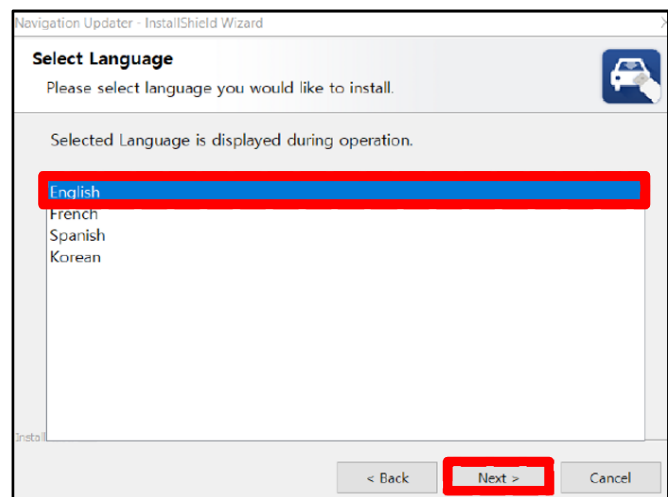 Navigation Updater - InstallShield Wizard
Select Language
Please select language you would like to install.
Selected Language is displayed during operation.
English
French
Spanish
Korean
Install
< Back Next > Cancel